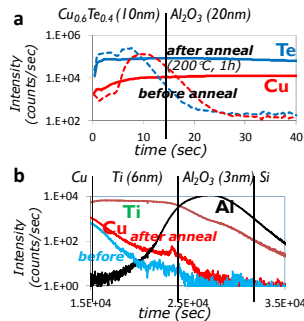 Cu0.6Te0.4 (10nm) Al2O3 (20nm)
a
1.E+06
after anneal
Te
(200°C, 1h)
1.E+04
Cu
before anneal
1.E+02
Intensity
(counts/sec)
0 10 20 30 40
time (sec)
Cu Ti (6nm) Al2O3 (3nm) Si
b
1.E+04
Ti
Al
Cu
after anneal
1.E+02
before
1.E+00
Intensity
(counts/sec)
1.5E+04 2.5E+04 3.5E+04
time (sec)